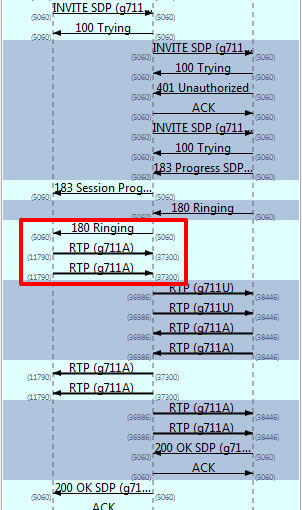 INVITE SDP (g711...
(5060) (5060)
100 Trying
(5060) (5060)
INVITE SDP (g711...
(5060) (5060)
100 Trying
(5060) (5060)
401 Unauthorized
(5060) (5060)
ACK
(5060) (5060)
INVITE SDP (g711...
(5060) (5060)
100 Trying
(5060) (5060)
183 Progress SDP...
(5060) (5060)
183 Session Prog...
(5060) (5060)
180 Ringing
(5060) (5060)
180 Ringing
(5060) (5060)
RTP (g711A)
(11790) (37300)
RTP (g711A)
(11790) (37300)
RTP (g711U)
(36986) (38446)
RTP (g711U)
(36986) (38446)
RTP (g711A)
(36986) (38446)
RTP (g711A)
(36986) (38446)
RTP (g711A)
(11790) (37300)
RTP (g711A)
(11790) (37300)
RTP (g711A)
(36986) (38446)
RTP (g711A)
(36986) (38446)
200 OK SDP (g71...
(5060) (5060)
ACK
(5060) (5060)
200 OK SDP (g71...
(5060) (5060)
ACK